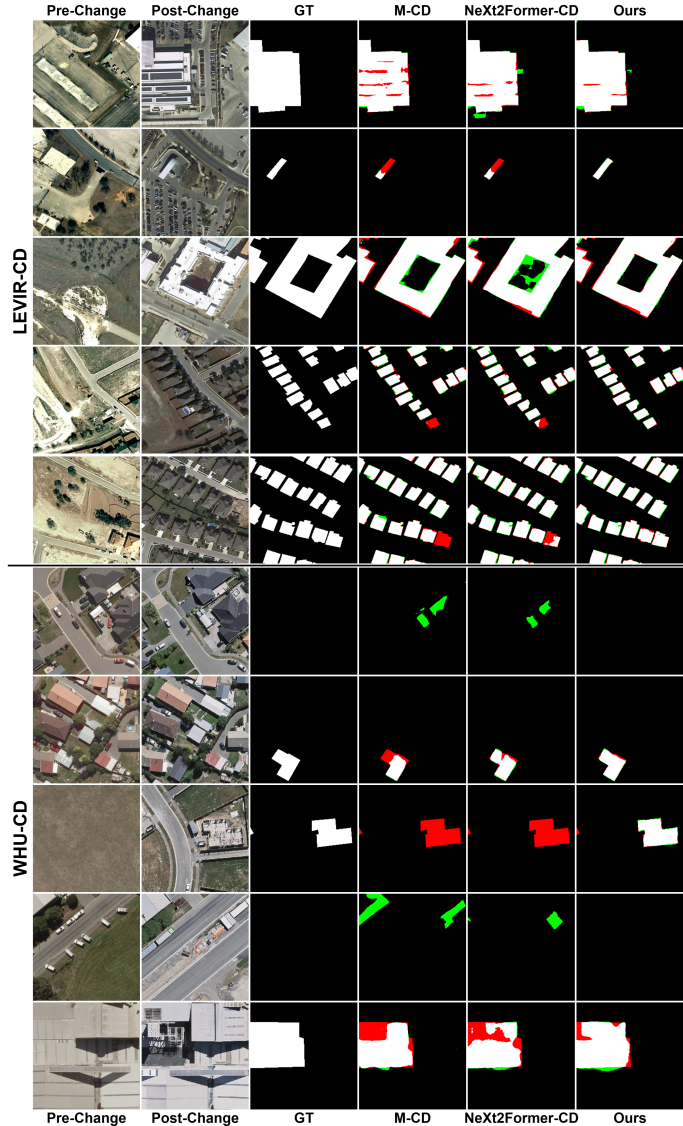 Pre-Change Post-Change GT M-CD NeXt2Former-CD Ours
LEVIR-CD
WHU-CD
Pre-Change Post-Change GT M-CD NeXt2Former-CD Ours